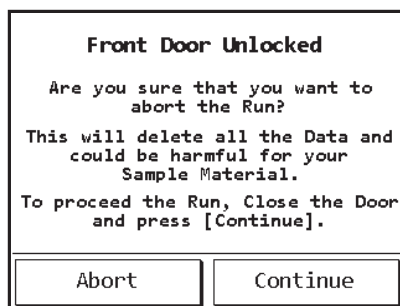 Front Door Unlocked
Are you sure that you want to
abort the Run?
This will delete all the Data and
could be harmful for your
Sample Material.
To proceed the Run, Close the Door
and press [Continue].
Abort
Continue